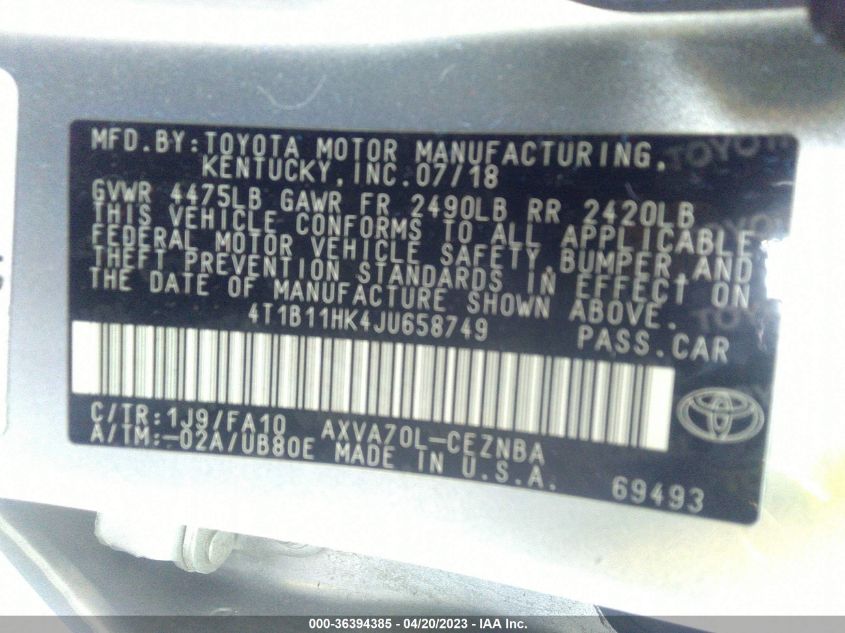 MFD.BY:TOYOTA MOTOR MANUFACTURING,
KENTUCKY,INC.07/18
GVWR 4475LB GAWR FR 2490LB RR 2420LB
THIS VEHICLE CONFORMS TO ALL APPLICABLE
FEDERAL MOTOR VEHICLE SAFETY,BUMPER,AND
THEFT PREVENTION STANDARDS IN EFFECT ON
THE DATE OF MANUFACTURE SHOWN ABOVE.
4T1B11HK4JU658749 PASS.CAR
C/TR:1J9/FA10 AXVA70L-CEZNBA
A/TM:-02A/UB80E MADE IN U.S.A.
69493
TOYOTA
TOYOTA
TOYOTA
000-36394385 - 04/20/2023 - IAA Inc.